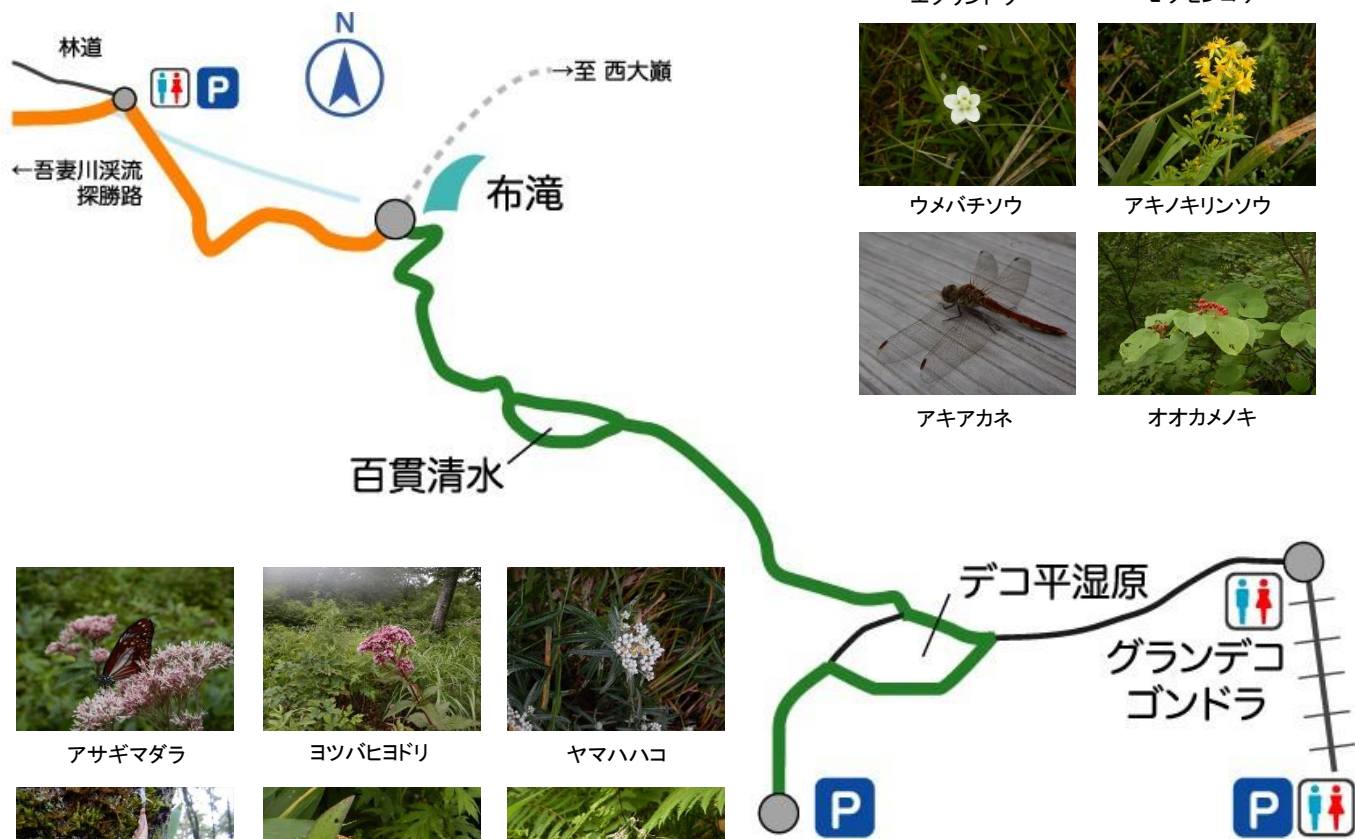 林道
P
N
→至 西大巓
←吾妻川渓流
探勝路
布滝
ウメバチソウ
アキノキリンソウ
アキアカネ
オオカメノキ
百貫清水
デコ平湿原
グランデコ
ゴンドラ
アサギマダラ
ヨツバヒヨドリ
ヤマハハコ
P
P